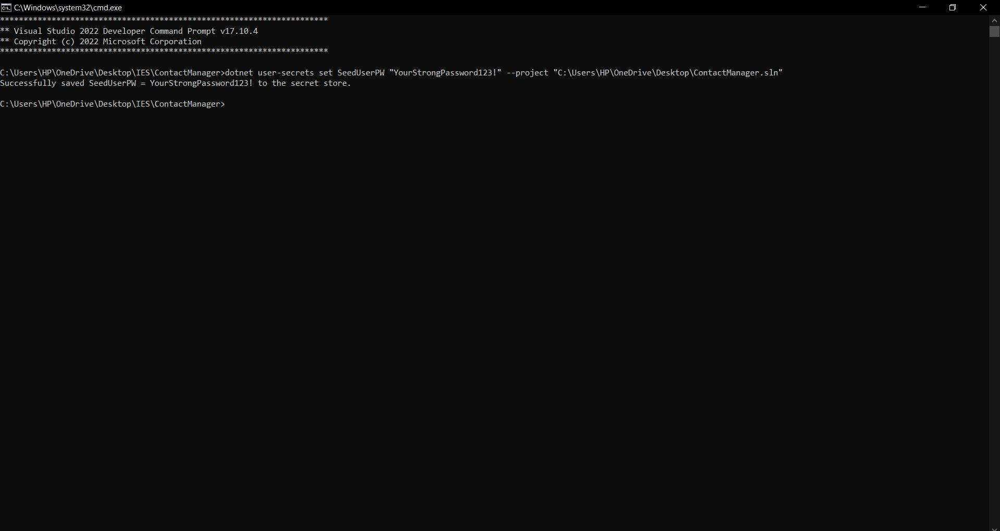 C:\Windows\system32\cmd.exe
**********************************************************************
** Visual Studio 2022 Developer Command Prompt v17.10.4
** Copyright (c) 2022 Microsoft Corporation
**********************************************************************
C:\Users\HP\OneDrive\Desktop\IES\ContactManager>dotnet user-secrets set SeedUserPW "YourStrongPassword123!" --project "C:\Users\HP\OneDrive\Desktop\ContactManager.sln"
Successfully saved SeedUserPW = YourStrongPassword123! to the secret store.
C:\Users\HP\OneDrive\Desktop\IES\ContactManager>